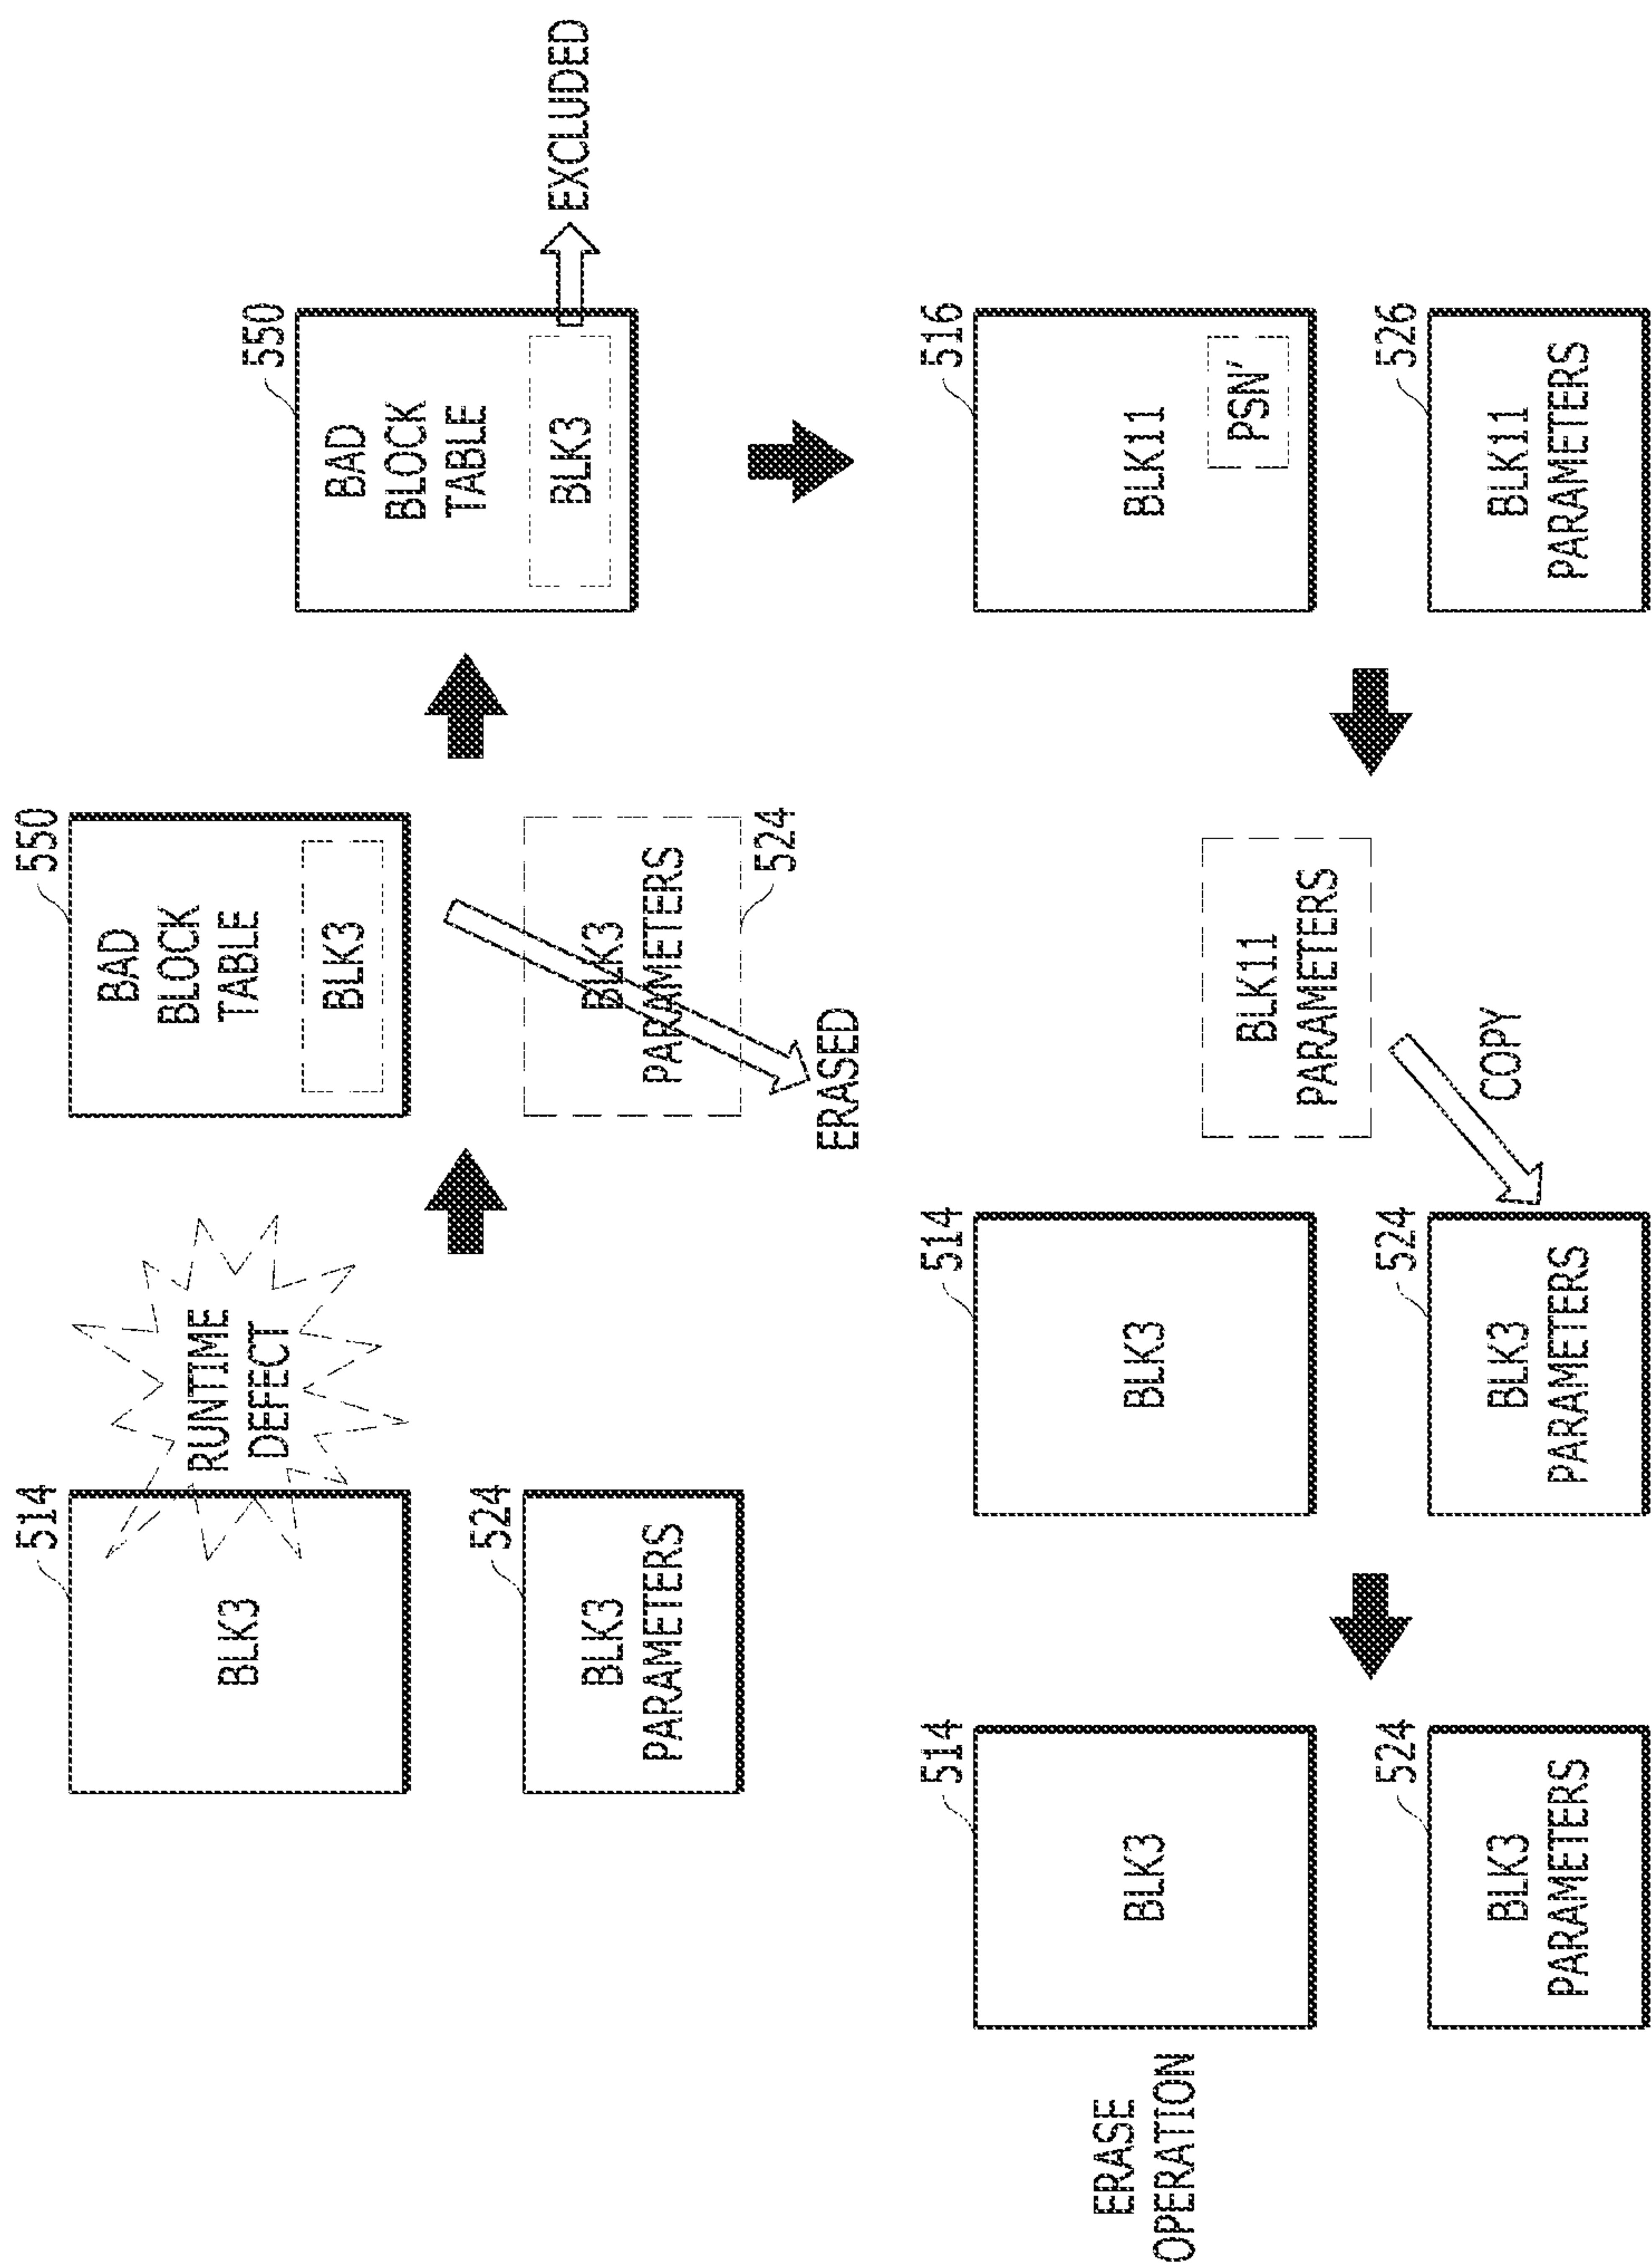 514
BLK3
RUNTIME
DEFECT
524
BLK3
PARAMETERS
550
BAD
BLOCK
TABLE
BLK3
BLK3
PARAMETERS
524
ERASED
550
BAD
BLOCK
TABLE
BLK3
EXCLUDED
ERASE
OPERATION
514
BLK3
524
BLK3
PARAMETERS
514
BLK3
524
BLK3
PARAMETERS
COPY
BLK11
PARAMETERS
516
BLK11
PSN'
526
BLK11
PARAMETERS